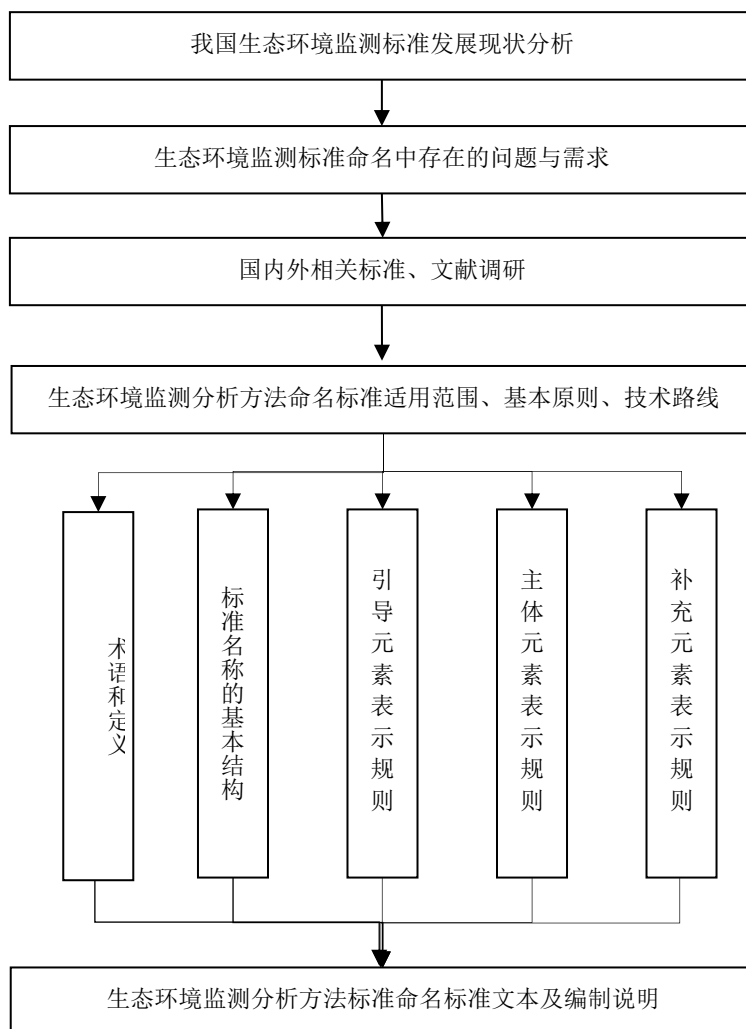 我国生态环境监测标准发展现状分析
生态环境监测标准命名中存在的问题与需求
国内外相关标准、文献调研
生态环境监测分析方法命名标准适用范围、基本原则、技术路线
术语和定义
标准名称的基本结构
引导元素表示规则
主体元素表示规则
补充元素表示规则
生态环境监测分析方法标准命名标准文本及编制说明